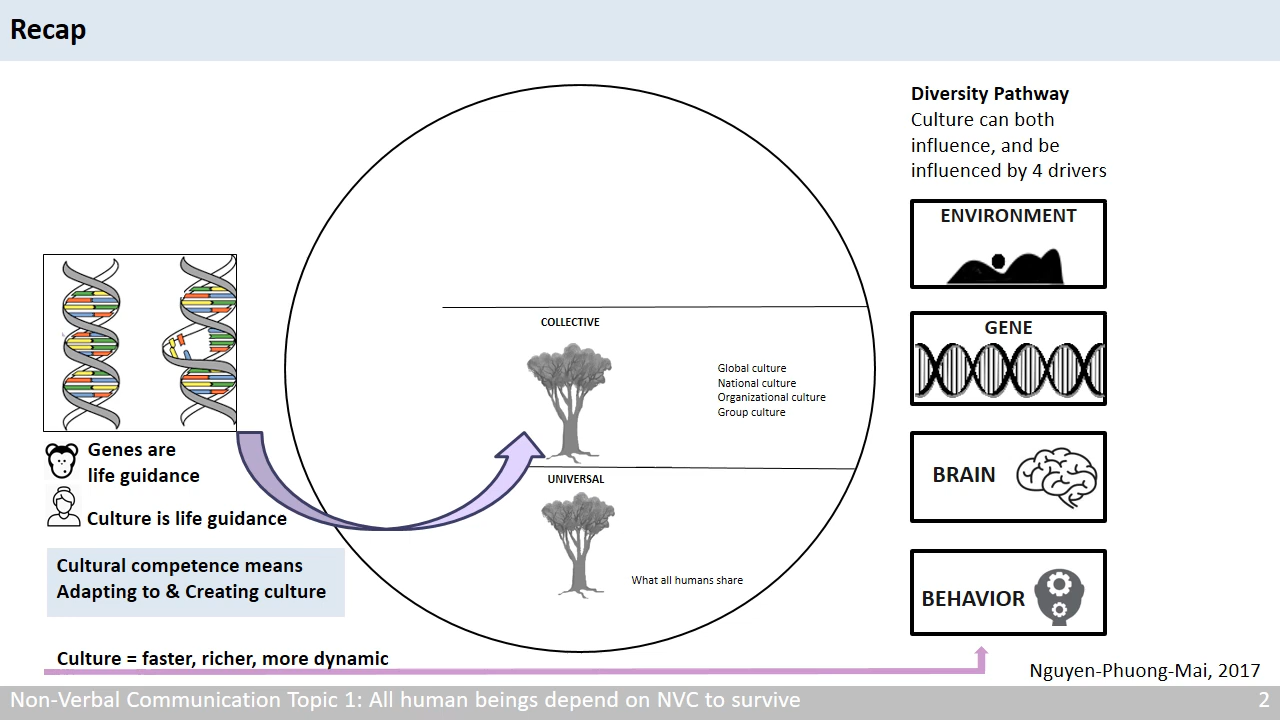 Recap
Diversity Pathway
Culture can both
influence, and be
influenced by 4 drivers
ENVIRONMENT
GENE
BRAIN
BEHAVIOR
COLLECTIVE
Global culture
National culture
Organizational culture
Group culture
UNIVERSAL
What all humans share
Genes are
life guidance
Culture is life guidance
Cultural competence means
Adapting to & Creating culture
Culture = faster, richer, more dynamic
Nguyen-Phuong-Mai, 2017
Non-Verbal Communication Topic 1: All human beings depend on NVC to survive
2